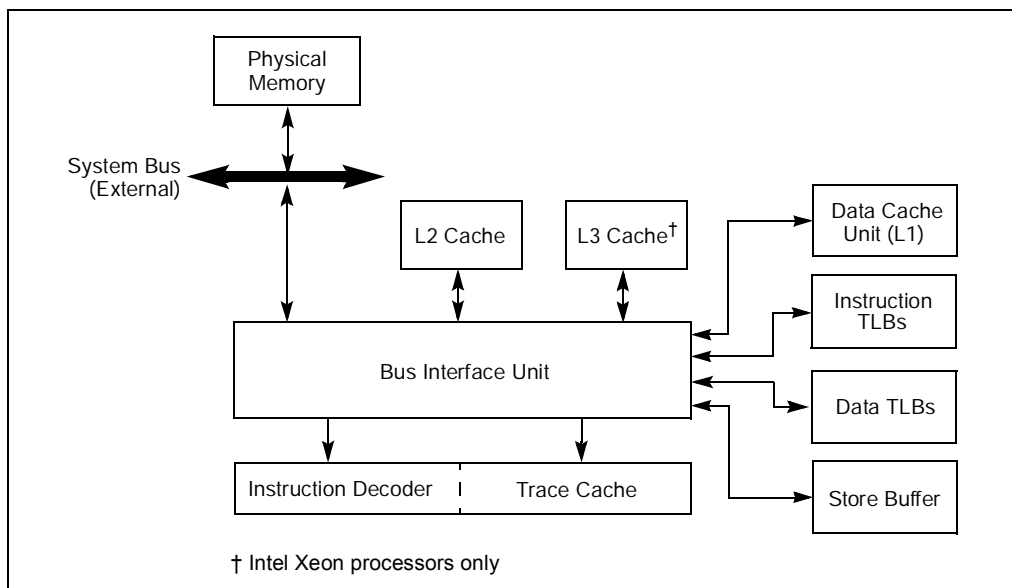 Physical
Memory
System Bus
(External)
L2 Cache
L3 Cache†
Data Cache
Unit (L1)
Instruction
TLBs
Bus Interface Unit
Data TLBs
Instruction Decoder
Trace Cache
Store Buffer
† Intel Xeon processors only